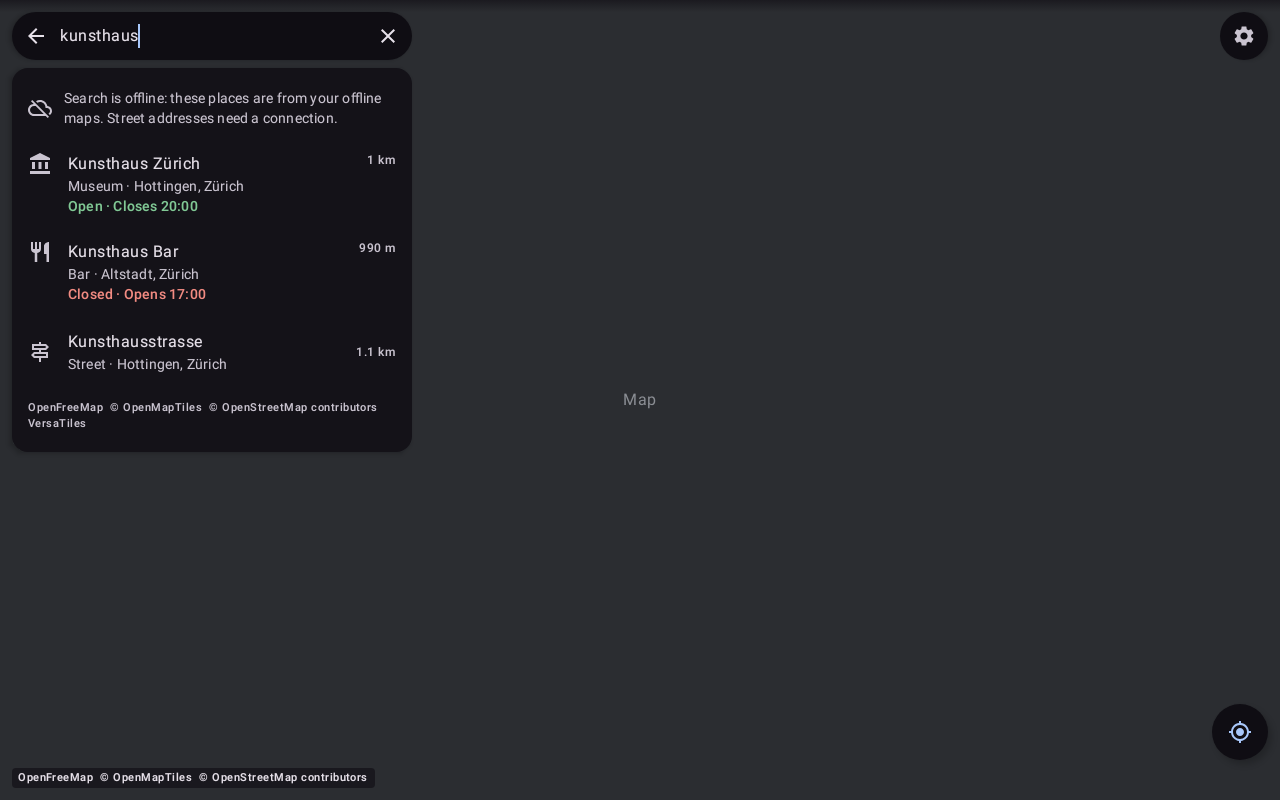 kunsthaus
Search is offline: these places are from your offline
maps. Street addresses need a connection.
Kunsthaus Zürich
1 km
Museum · Hottingen, Zürich
Open · Closes 20:00
Kunsthaus Bar
990 m
Bar · Altstadt, Zürich
Closed · Opens 17:00
Kunsthausstrasse
1.1 km
Street · Hottingen, Zürich
Map
OpenFreeMap © OpenMapTiles © OpenStreetMap contributors
VersaTiles
OpenFreeMap © OpenMapTiles © OpenStreetMap contributors